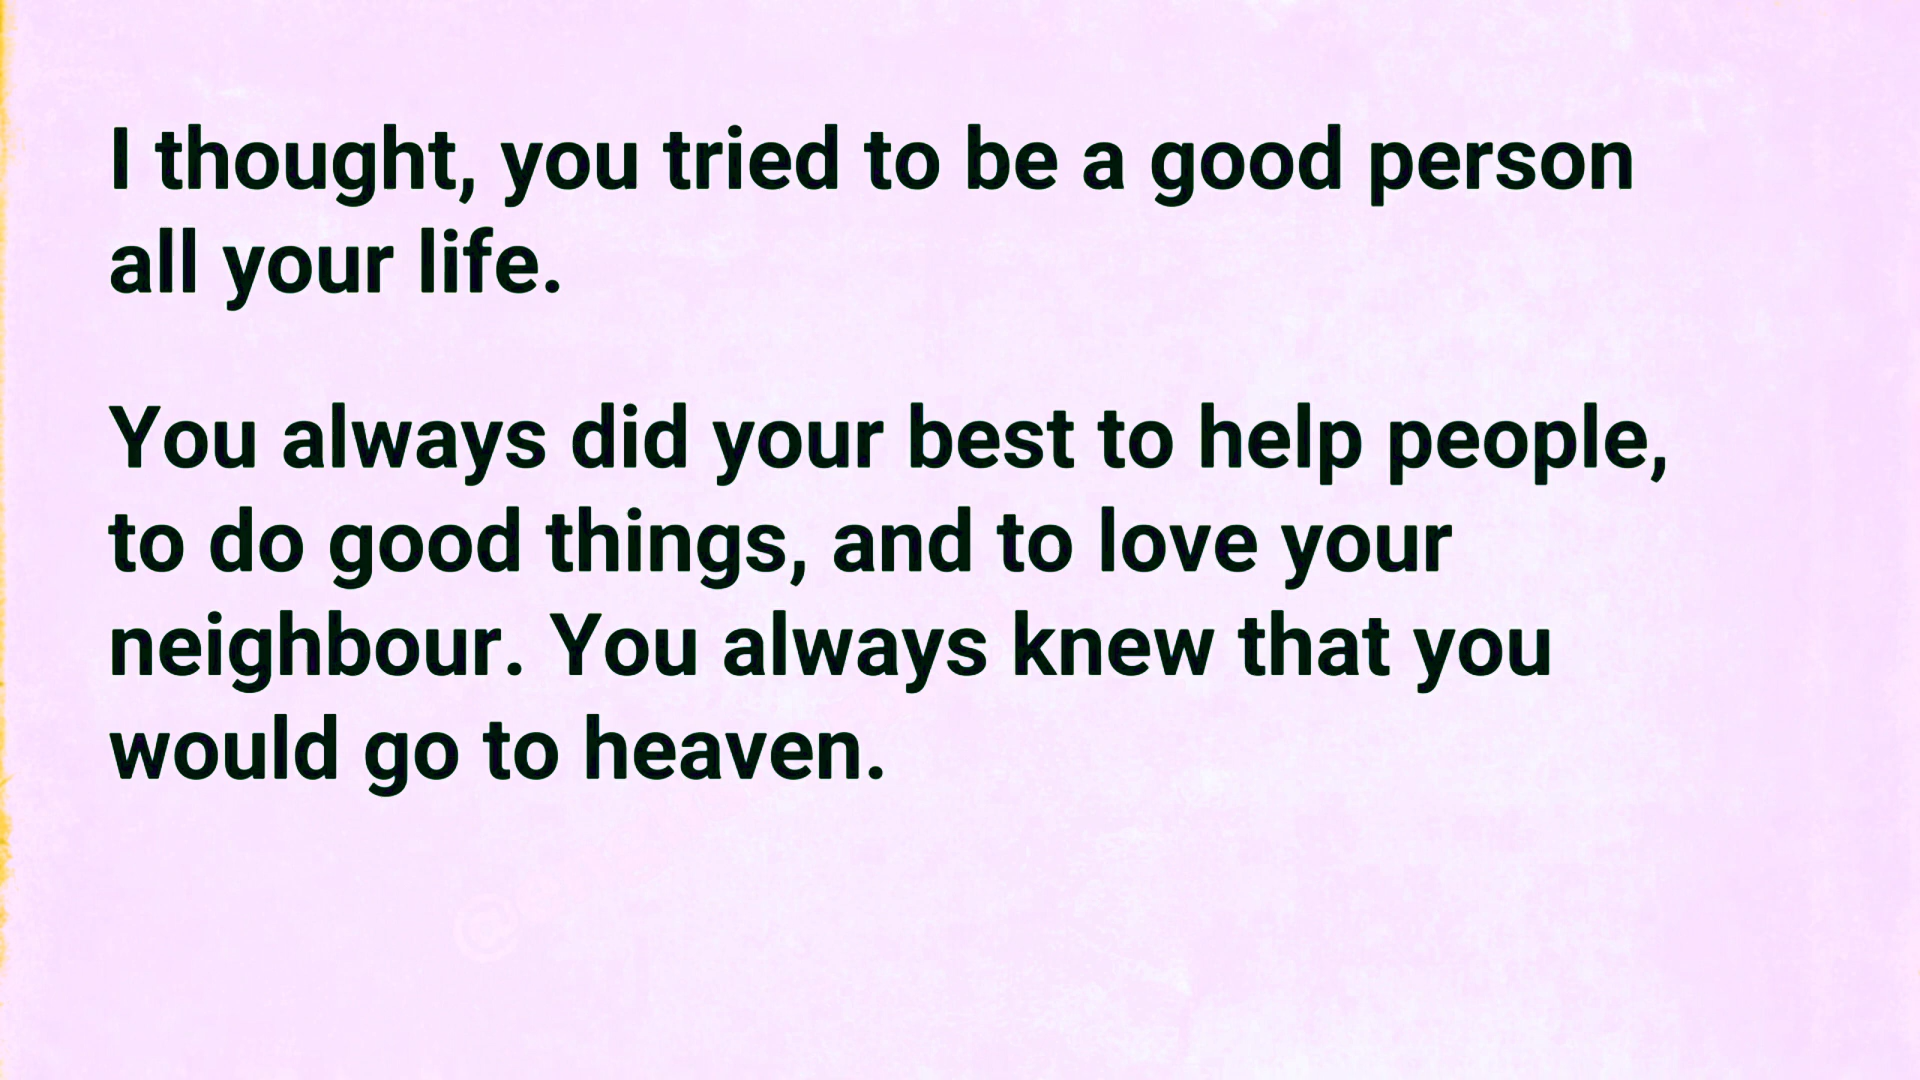 I thought, you tried to be a good person
all your life.
You always did your best to help people,
to do good things, and to love your
neighbour. You always knew that you
would go to heaven.